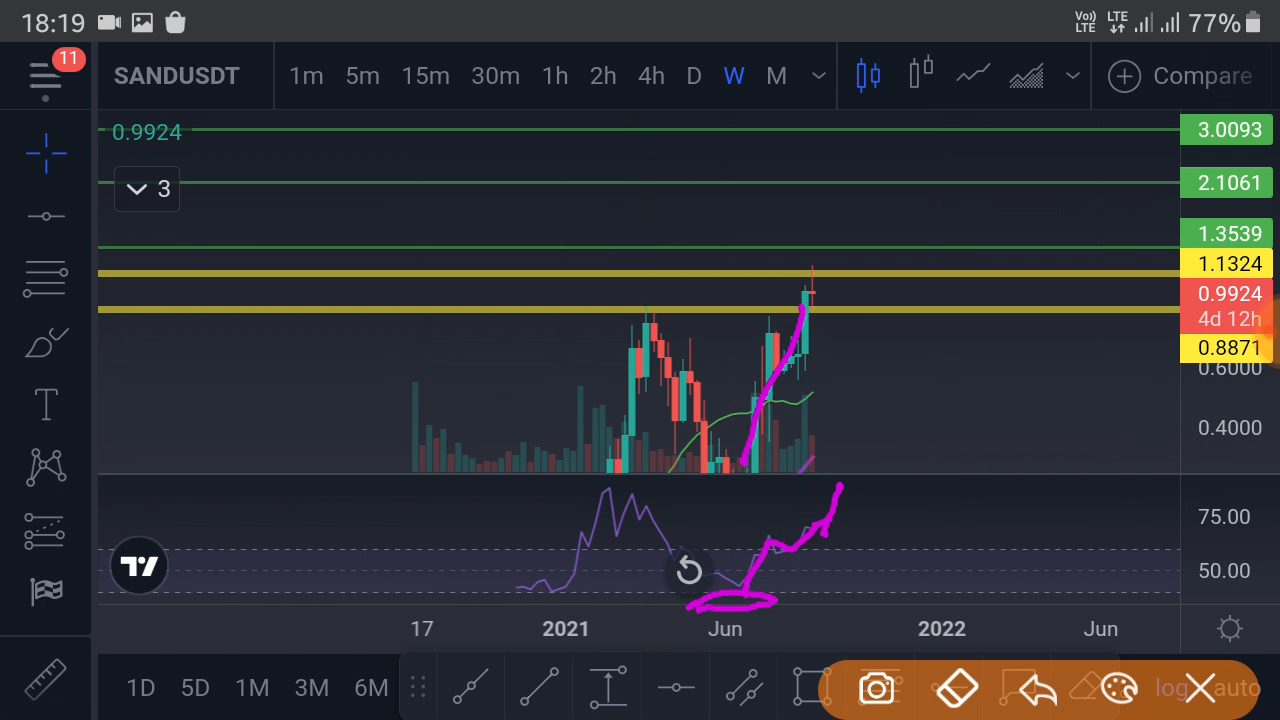 18:19 Vo)) LTE LTE 77%
11
SANDUSDT 1m 5m 15m 30m 1h 2h 4h D W M Compare
0.9924
3
3.0093
2.1061
1.3539
1.1324
0.9924
4d 12h
0.8871
0.6000
0.4000
75.00
50.00
17 2021 Jun 2022 Jun
1D 5D 1M 3M 6M log auto